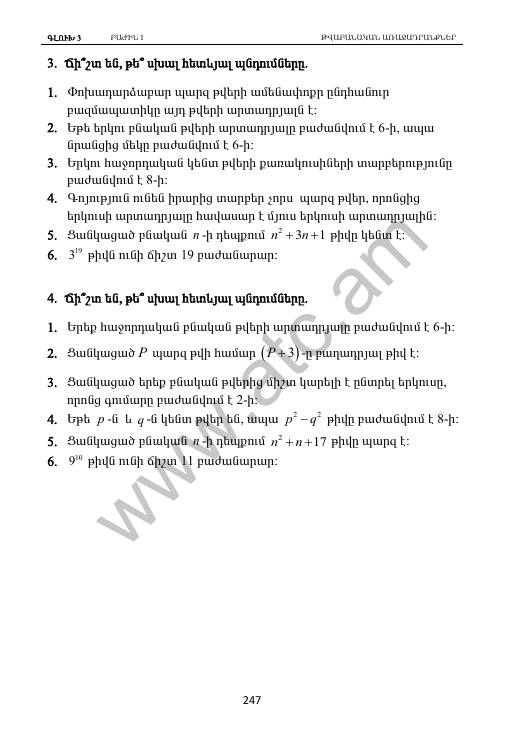 ԳԼՈՒԽ 3 ԲԱԺԻՆ 1 ԹՎԱԲԱՆԱԿԱՆ ԱՌԱՋԱԴՐԱՆՔՆԵՐ
3. Ճի՞շտ են, թե՞ սխալ հետևյալ պնդումները.
1. Փոխադարձաբար պարզ թվերի ամենափոքր ընդհանուր
բազմապատիկը այդ թվերի արտադրյալն է:
2. Եթե երկու բնական թվերի արտադրյալը բաժանվում է 6-ի, ապա
նրանցից մեկը բաժանվում է 6-ի:
3. Երկու հաջորդական կենտ թվերի քառակուսիների տարբերությունը
բաժանվում է 8-ի:
4. Գոյություն ունեն իրարից տարբեր չորս պարզ թվեր, որոնցից
երկուսի արտադրյալը հավասար է մյուս երկուսի արտադրյալին:
5. Ցանկացած բնական n -ի դեպքում n² + 3n + 1 թիվը կենտ է:
6. 3¹⁹ թիվն ունի ճիշտ 19 բաժանարար:
4. Ճի՞շտ են, թե՞ սխալ հետևյալ պնդումները.
1. Երեք հաջորդական բնական թվերի արտադրյալը բաժանվում է 6-ի:
2. Ցանկացած P պարզ թվի համար (P + 3) -ը բաղադրյալ թիվ է:
3. Ցանկացած երեք բնական թվերից միշտ կարելի է ընտրել երկուսը,
որոնց գումարը բաժանվում է 2-ի:
4. Եթե p -ն և q -ն կենտ թվեր են, ապա p² − q² թիվը բաժանվում է 8-ի:
5. Ցանկացած բնական n -ի դեպքում n² + n + 17 թիվը պարզ է:
6. 9¹⁰ թիվն ունի ճիշտ 11 բաժանարար:
www.atc.am
247